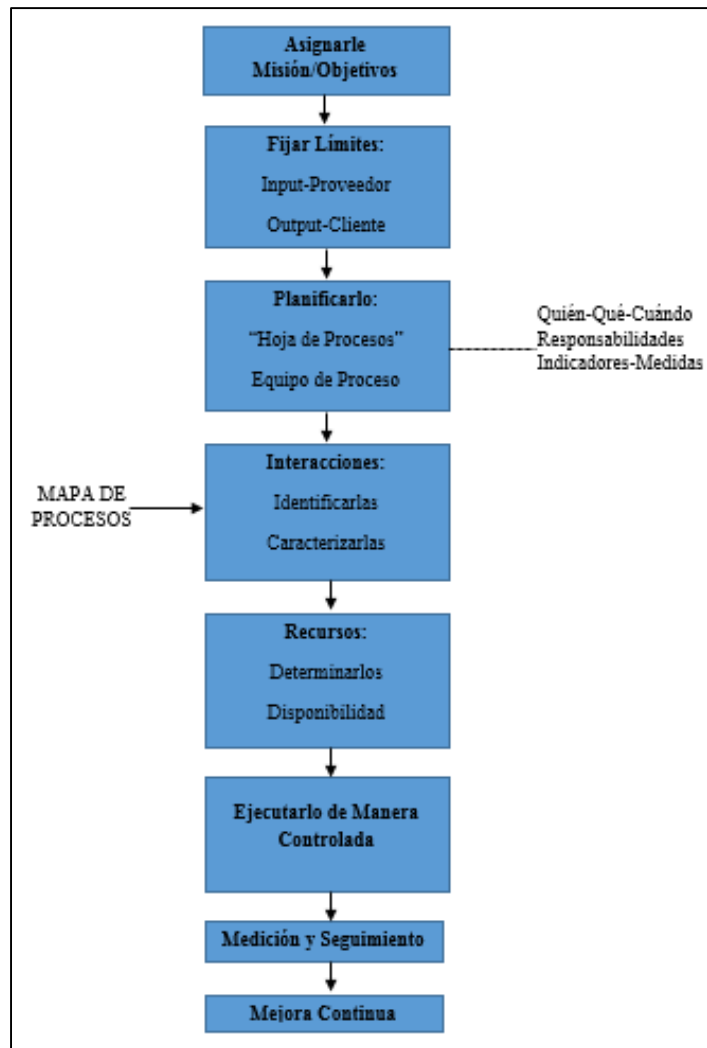 Asignarle
Misión/Objetivos
Fijar Límites:
Input-Proveedor
Output-Cliente
Planificarlo:
"Hoja de Procesos"
Equipo de Proceso
Quién-Qué-Cuándo
Responsabilidades
Indicadores-Medidas
Interacciones:
Identificarlas
Caracterizarlas
MAPA DE
PROCESOS
Recursos:
Determinarlos
Disponibilidad
Ejecutarlo de Manera
Controlada
Medición y Seguimiento
Mejora Continua